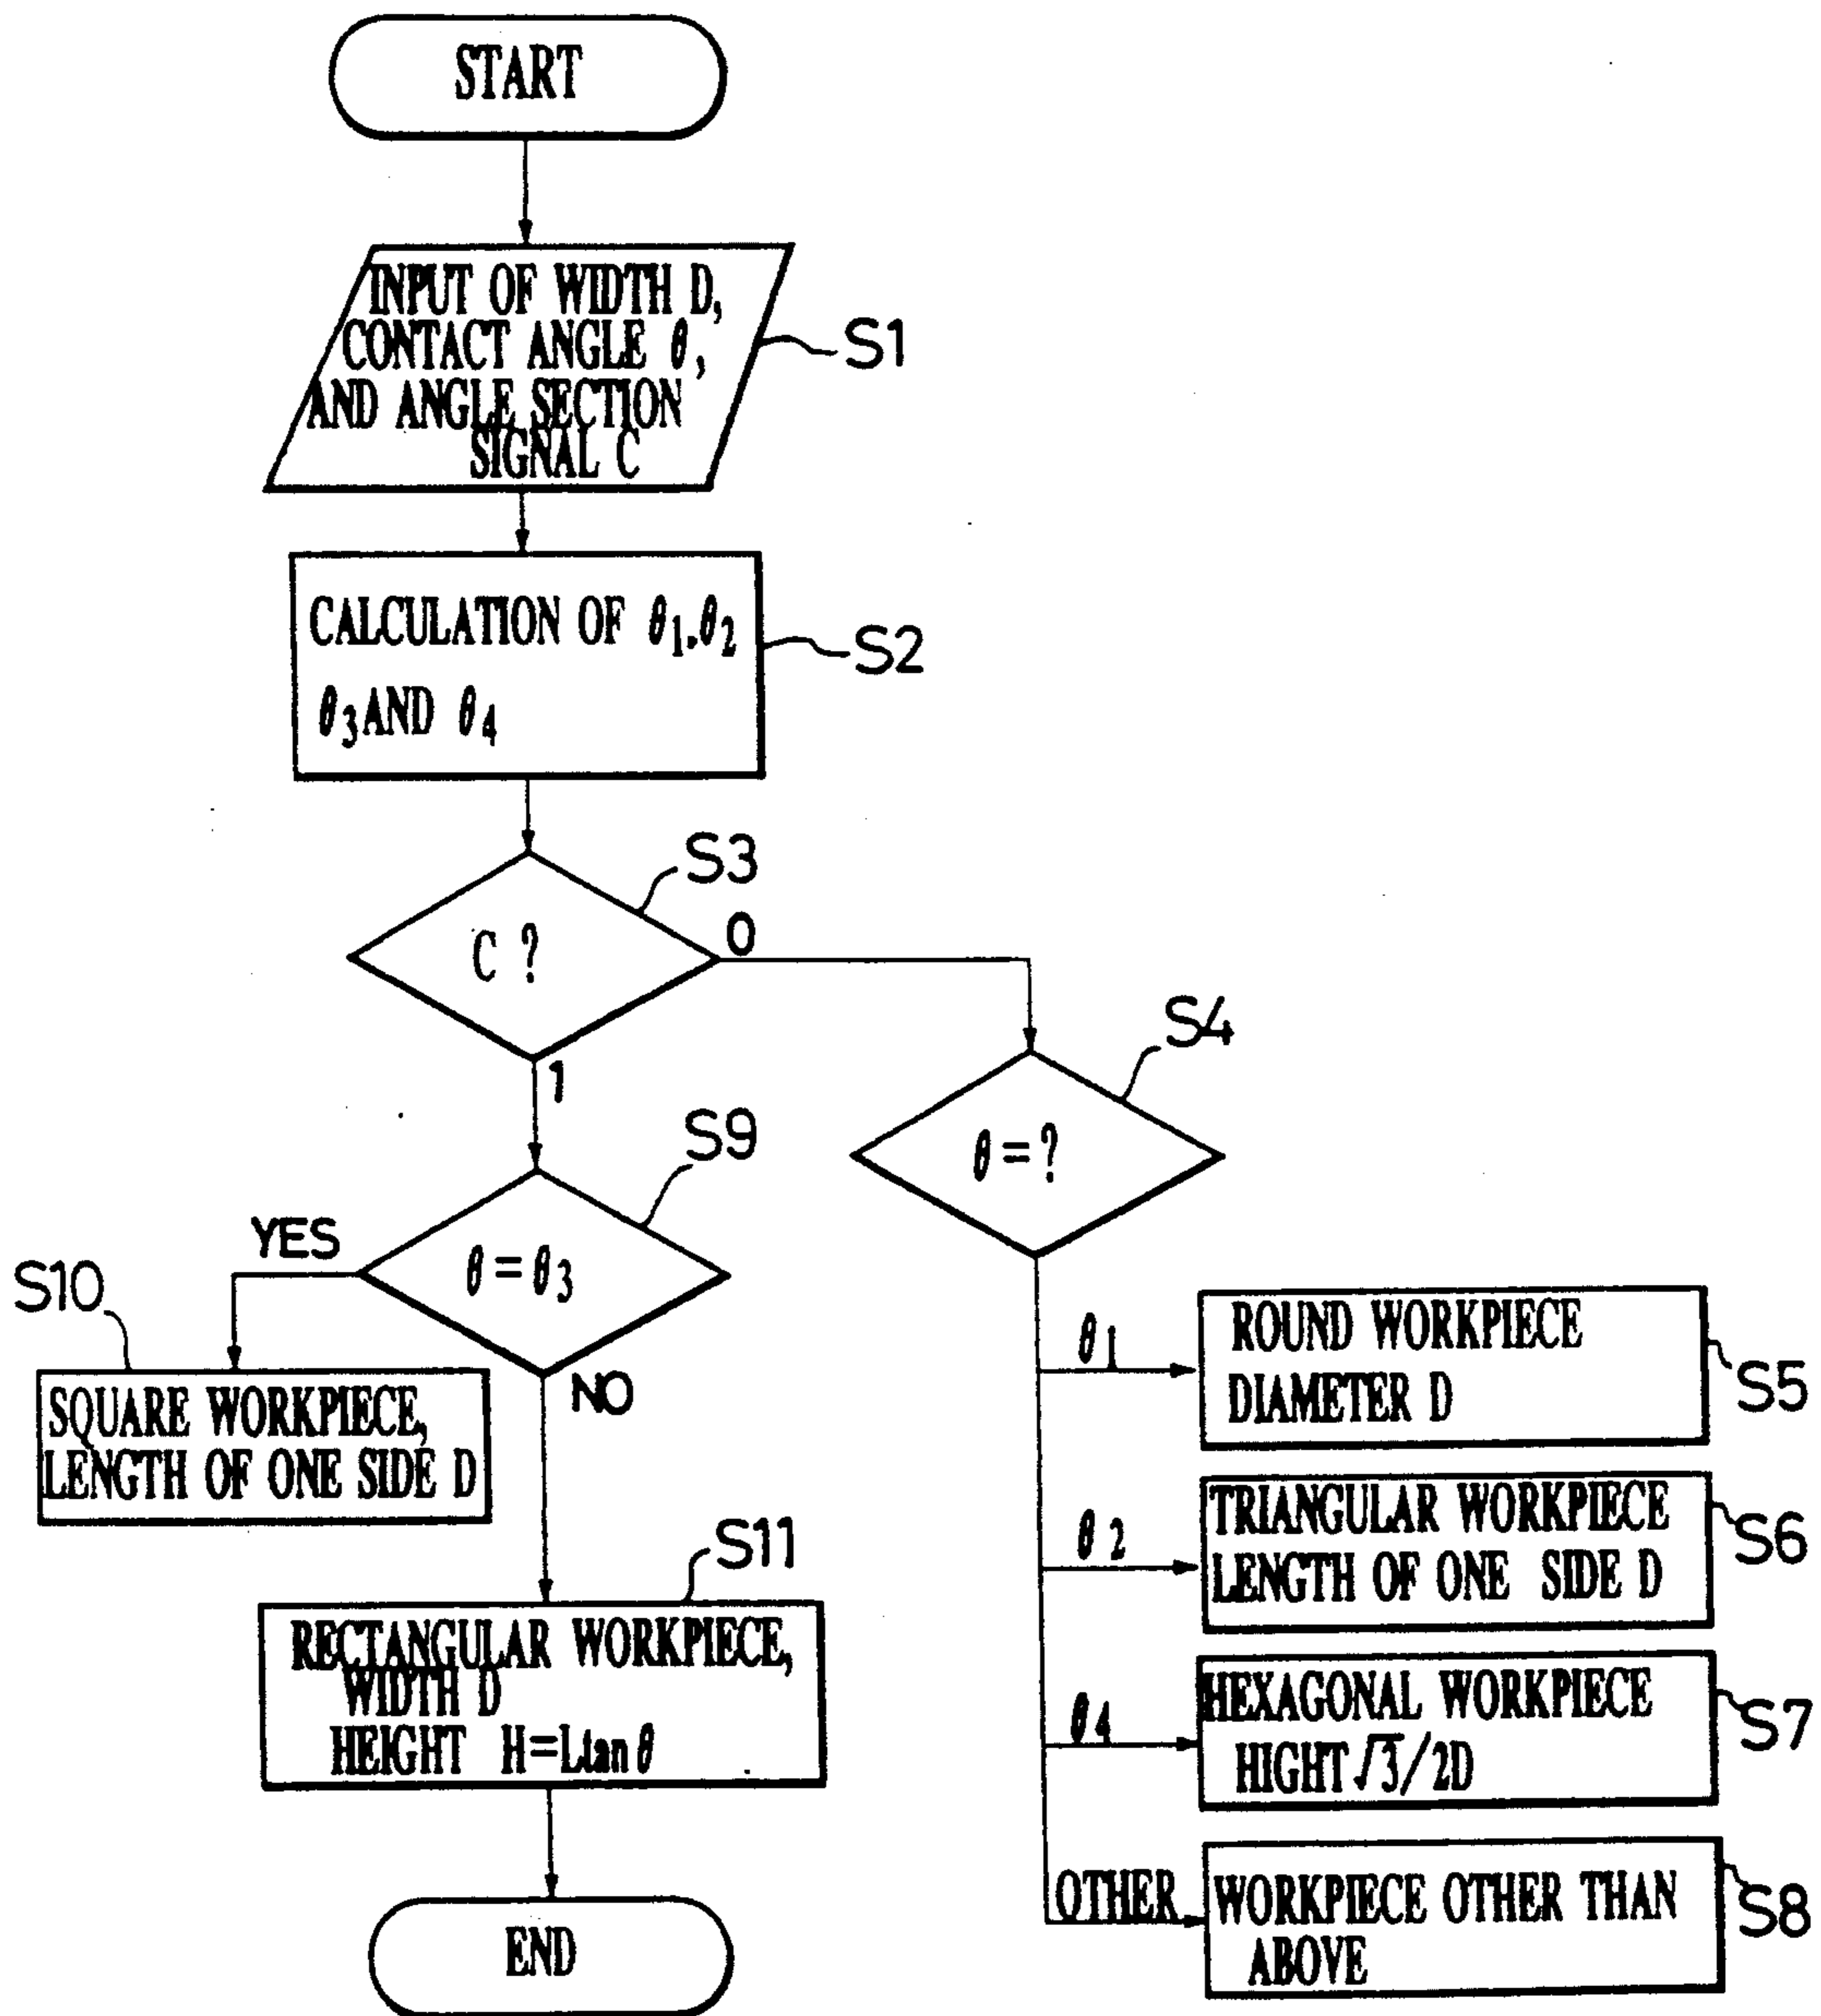 START
INPUT OF WIDTH D,
CONTACT ANGLE θ,
AND ANGLE SECTION
SIGNAL C
S1
CALCULATION OF θ1.θ2
θ3 AND θ4
S2
C ?
S3
0
1
θ=?
S4
θ=θ3
S9
YES
NO
S10
SQUARE WORKPIECE,
LENGTH OF ONE SIDE D
θ1
ROUND WORKPIECE
DIAMETER D
S5
θ2
TRIANGULAR WORKPIECE
LENGTH OF ONE SIDE D
S6
S11
RECTANGULAR WORKPIECE,
WIDTH D
HEIGHT H=Ltanθ
θ4
HEXAGONAL WORKPIECE
HIGHT √3/2D
S7
OTHER
WORKPIECE OTHER THAN
ABOVE
S8
END